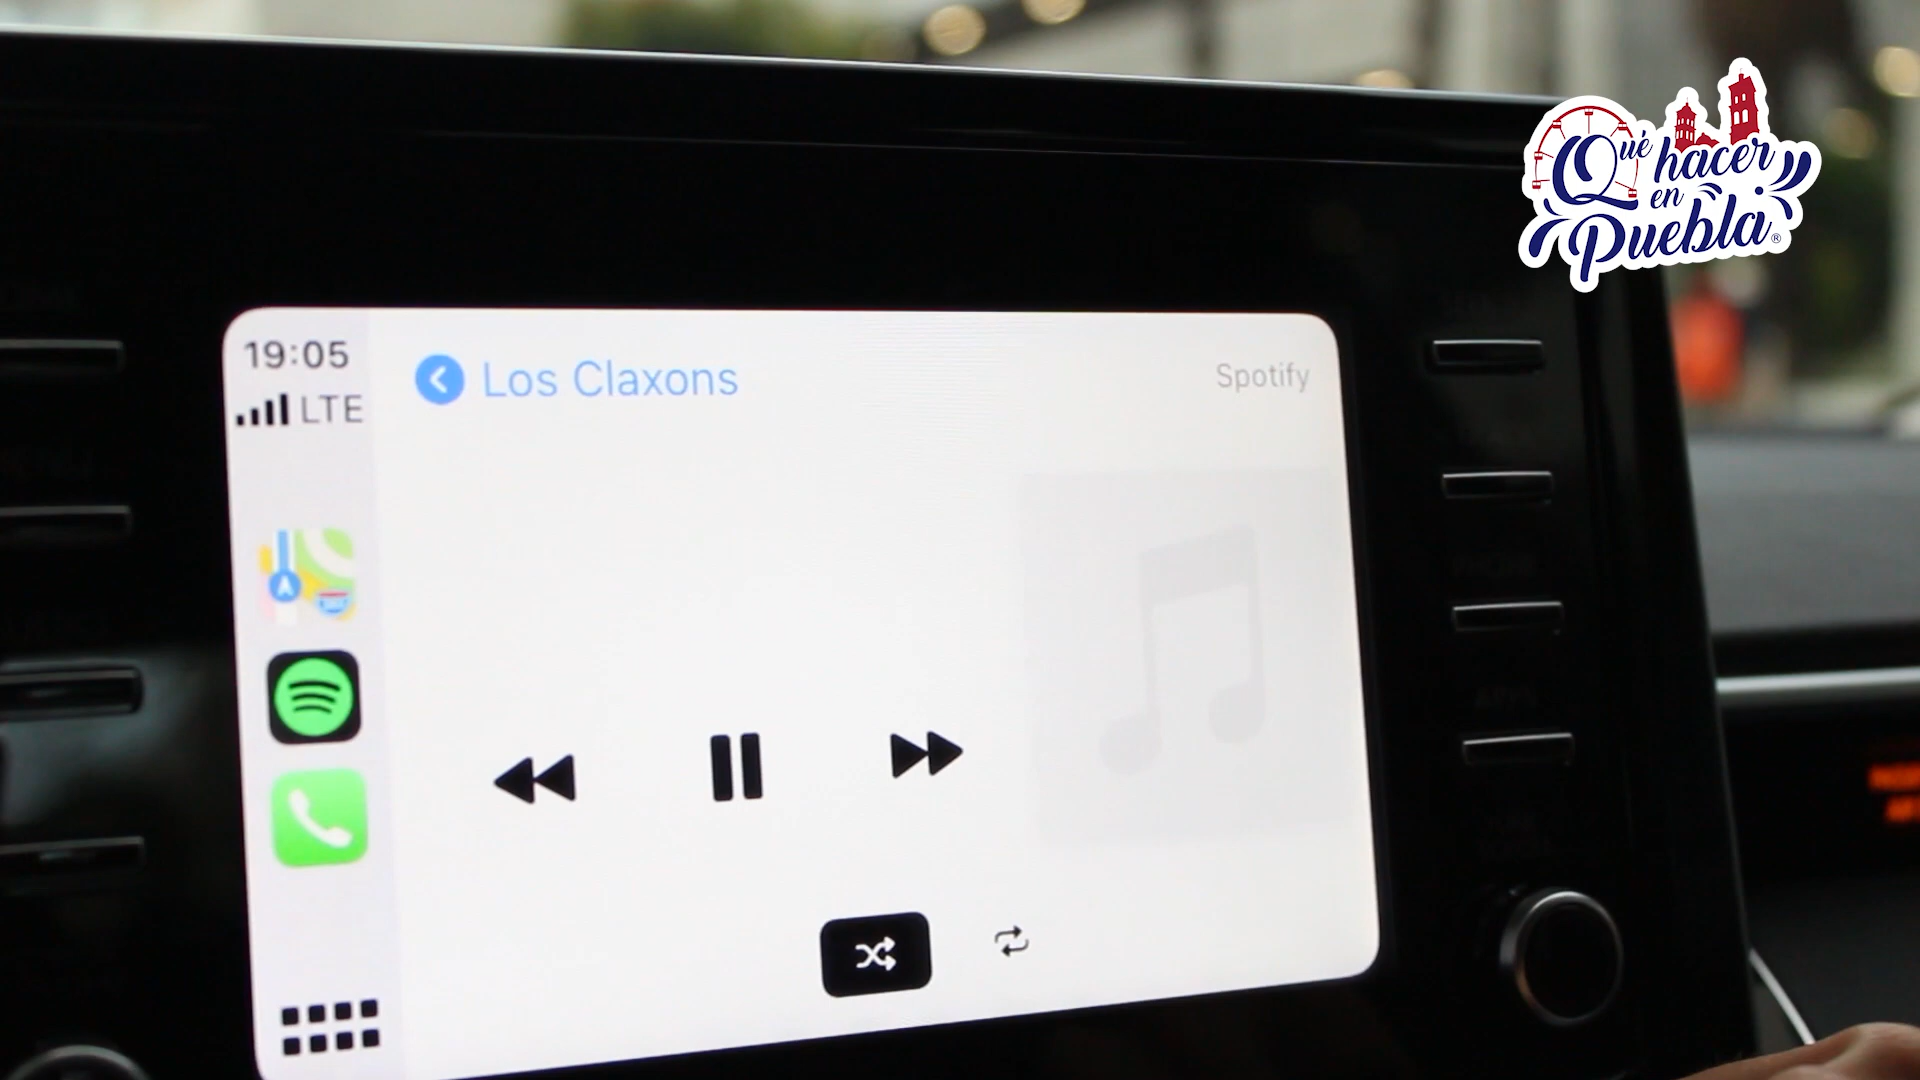 Qué hacer
en
Puebla®
19:05
LTE
Los Claxons
Spotify